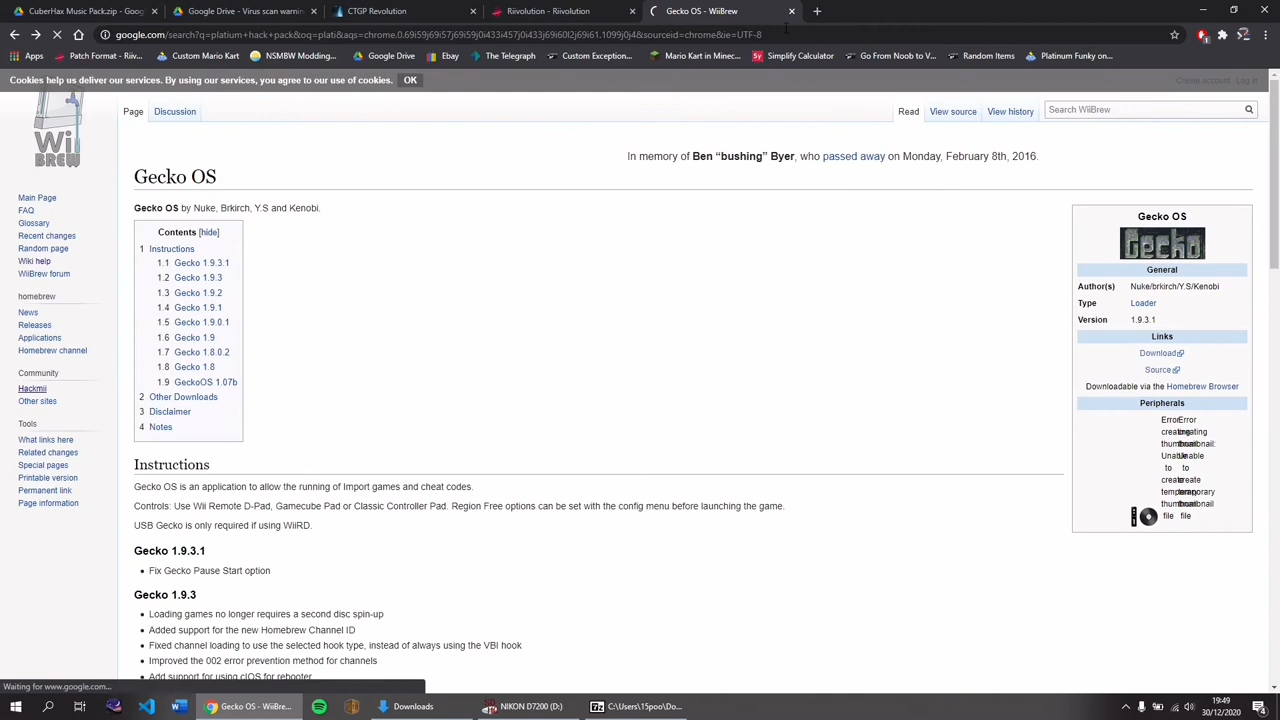 CuberHax Music Pack.zip - Goog
Google Drive - Virus scan warnin
CTGP Revolution
Riivolution - Riivolution
Gecko OS - WiiBrew
google.com/search?q=platium+hack+pack&oq=plati&aqs=chrome.0.69i59j69i57j69i59j0i433i457j0i433j69i60l2j69i61.1099j0j4&sourceid=chrome&ie=UTF-8
Apps
Patch Format - Riiv...
Custom Mario Kart
NSMBW Modding...
Ebay
The Telegraph
Custom Exception...
Mario Kart in Minec...
Simplify Calculator
Go From Noob to V...
Random Items
Platinum Funky on...
Cookies help us deliver our services. By using our services, you agree to our use of cookies. OK
Create account Log in
Page
Discussion
Read
View source
View history
Search WiiBrew
Wii
BREW
In memory of Ben “bushing” Byer, who passed away on Monday, February 8th, 2016.
Gecko OS
Main Page
FAQ
Glossary
Recent changes
Random page
Wiki help
WiiBrew forum
homebrew
News
Releases
Applications
Homebrew channel
Community
Hackmii
Other sites
Tools
What links here
Related changes
Special pages
Printable version
Permanent link
Page information
Gecko OS by Nuke, Brkirch, Y.S and Kenobi.
Contents [hide]
1 Instructions
1.1 Gecko 1.9.3.1
1.2 Gecko 1.9.3
1.3 Gecko 1.9.2
1.4 Gecko 1.9.1
1.5 Gecko 1.9.0.1
1.6 Gecko 1.9
1.7 Gecko 1.8.0.2
1.8 Gecko 1.8
1.9 GeckoOS 1.07b
2 Other Downloads
3 Disclaimer
4 Notes
Gecko OS
Gecko
General
Author(s) Nuke/brkirch/Y.S/Kenobi
Type Loader
Version 1.9.3.1
Links
Download
Source
Downloadable via the Homebrew Browser
Peripherals
Instructions
Gecko OS is an application to allow the running of Import games and cheat codes.
Controls: Use Wii Remote D-Pad, Gamecube Pad or Classic Controller Pad. Region Free options can be set with the config menu before launching the game.
USB Gecko is only required if using WiiRD.
Gecko 1.9.3.1
Fix Gecko Pause Start option
Gecko 1.9.3
Loading games no longer requires a second disc spin-up
Added support for the new Homebrew Channel ID
Fixed channel loading to use the selected hook type, instead of always using the VBI hook
Improved the 002 error prevention method for channels
Add support for using cIOS for rebooter
Waiting for www.google.com...
Gecko OS - WiiBre...
Downloads
NIKON D7200 (D:)
C:\Users\15poo\Do...
19:49
30/12/2020